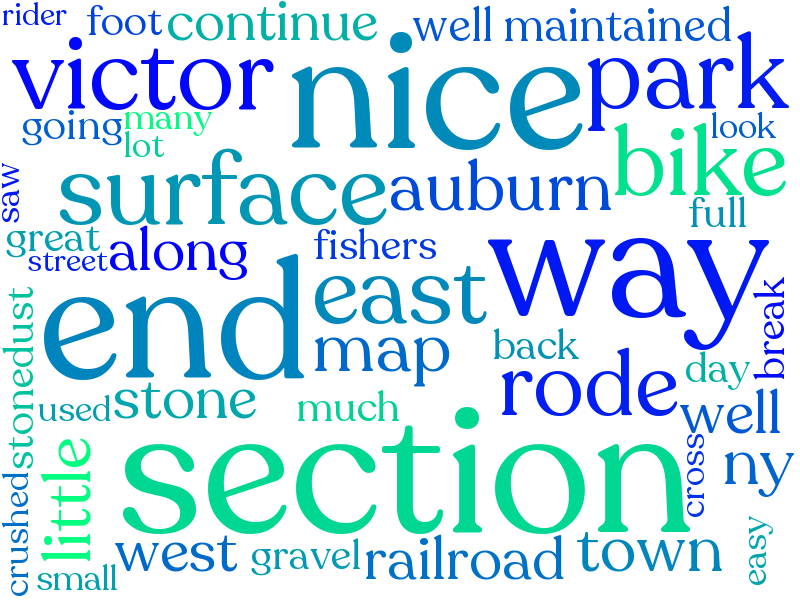 rider
foot
continue
well maintained
victor
nice
park
going
many
look
lot
bike
surface
auburn
saw
full
great
along
fishers
way
street
end
east
break
stonedust
map
back
rode
day
used
stone
much
well
section
little
cross
ny
crushed
west
gravel
railroad
town
easy
small